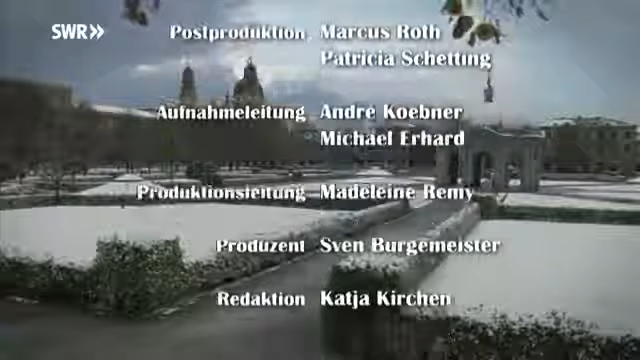 SWR»
Postproduktion Marcus Roth
Patricia Schetting
Aufnahmeleitung André Koebner
Michael Erhard
Produktionsleitung Madeleine Remy
Produzent Sven Burgemeister
Redaktion Katja Kirchen